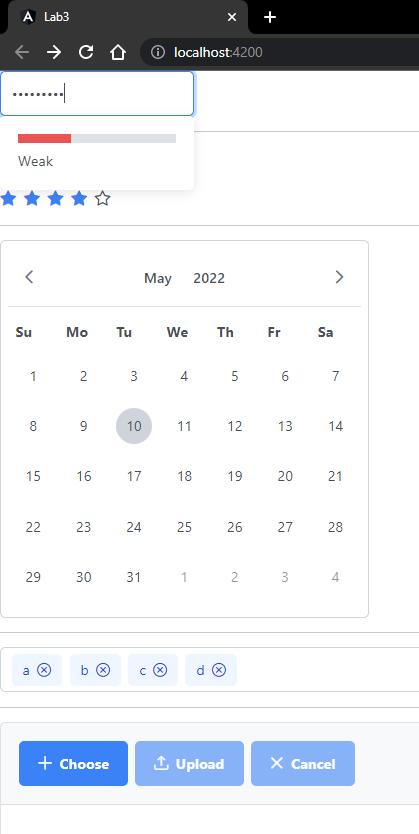 Lab3
localhost:4200
•••••••••
Weak
May 2022
Su Mo Tu We Th Fr Sa
1 2 3 4 5 6 7
8 9 10 11 12 13 14
15 16 17 18 19 20 21
22 23 24 25 26 27 28
29 30 31 1 2 3 4
a b c d
Choose Upload Cancel